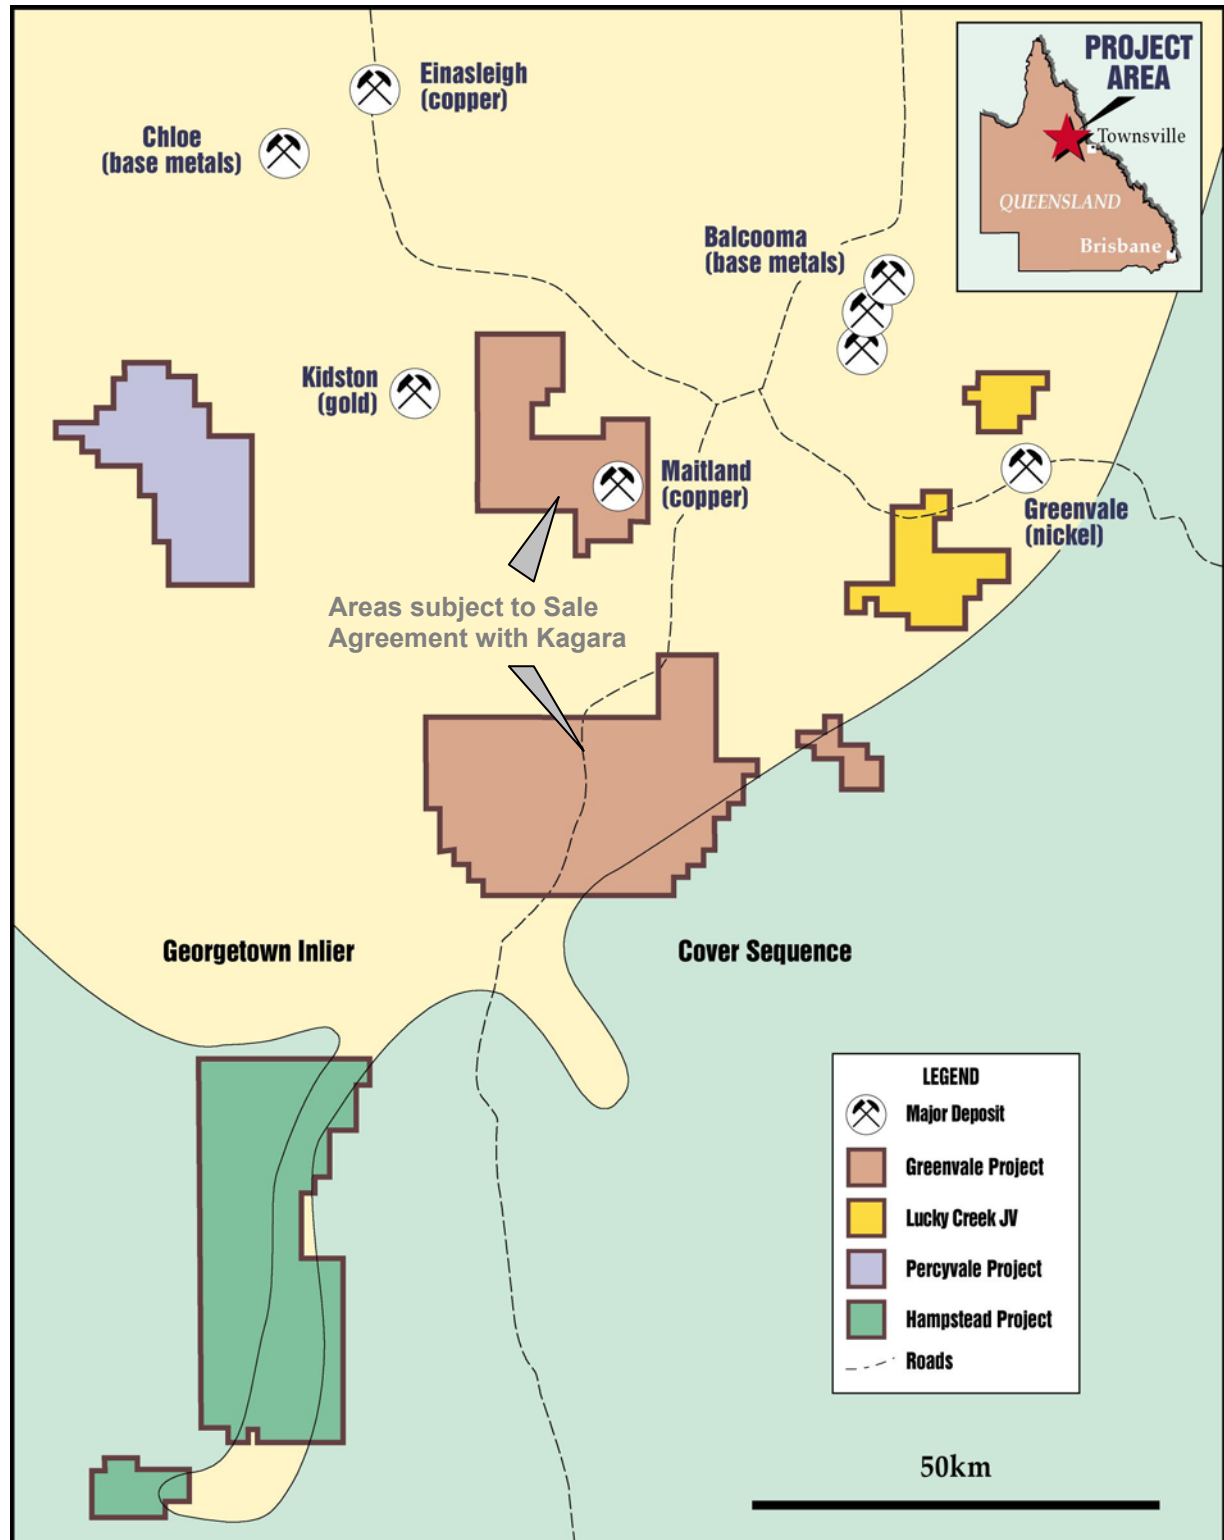 Einasleigh
(copper)
Chloe
(base metals)
PROJECT
AREA
Townsville
QUEENSLAND
Brisbane
Balcooma
(base metals)
Kidston
(gold)
Maitland
(copper)
Greenvale
(nickel)
Areas subject to Sale
Agreement with Kagara
Georgetown Inlier
Cover Sequence
LEGEND
Major Deposit
Greenvale Project
Lucky Creek JV
Percyvale Project
Hampstead Project
Roads
50km